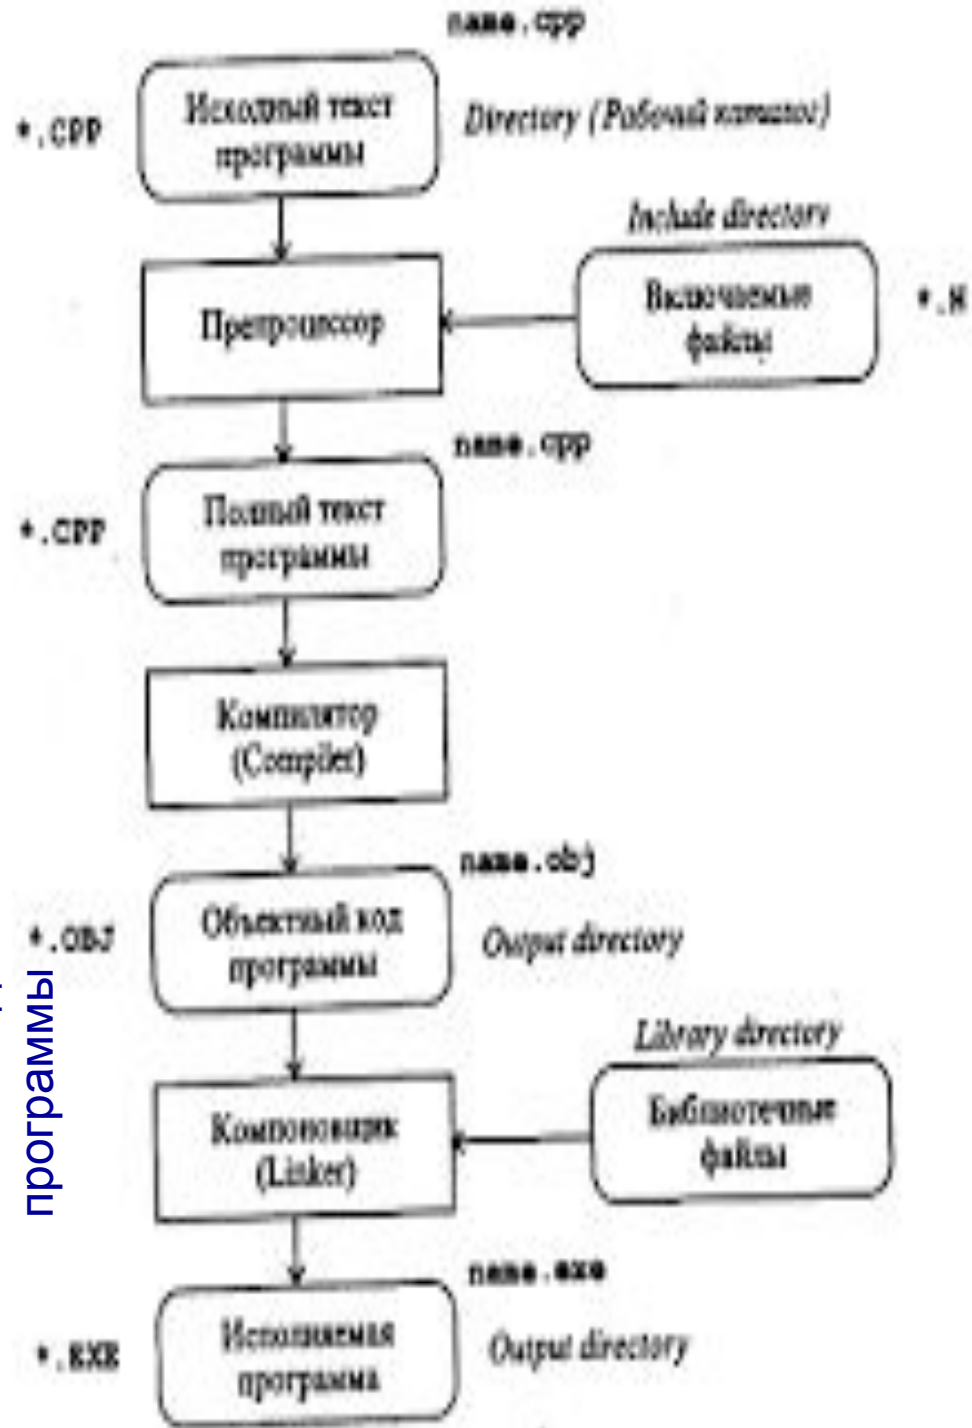 name.cpp
*.CPP
Исходный текст
программы
Directory (Рабочий каталог)
Include directory
Препроцессор
Включаемые
файлы
*.H
name.cpp
*.CPP
Полный текст
программы
Компилятор
(Compiler)
name.obj
*.OBJ
Объектный код
программы
Output directory
программы
Library directory
Компоновщик
(Linker)
Библиотечные
файлы
name.exe
*.EXE
Исполняемая
программа
Output directory